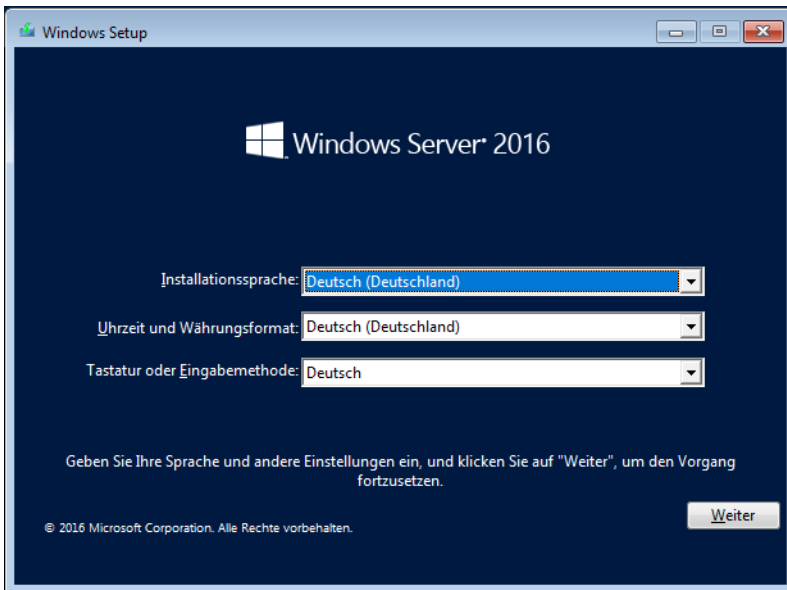 Windows Setup
Windows Server 2016
Installationssprache: Deutsch (Deutschland)
Uhrzeit und Währungsformat: Deutsch (Deutschland)
Tastatur oder Eingabemethode: Deutsch
Geben Sie Ihre Sprache und andere Einstellungen ein, und klicken Sie auf "Weiter", um den Vorgang
fortzusetzen.
Weiter
© 2016 Microsoft Corporation. Alle Rechte vorbehalten.